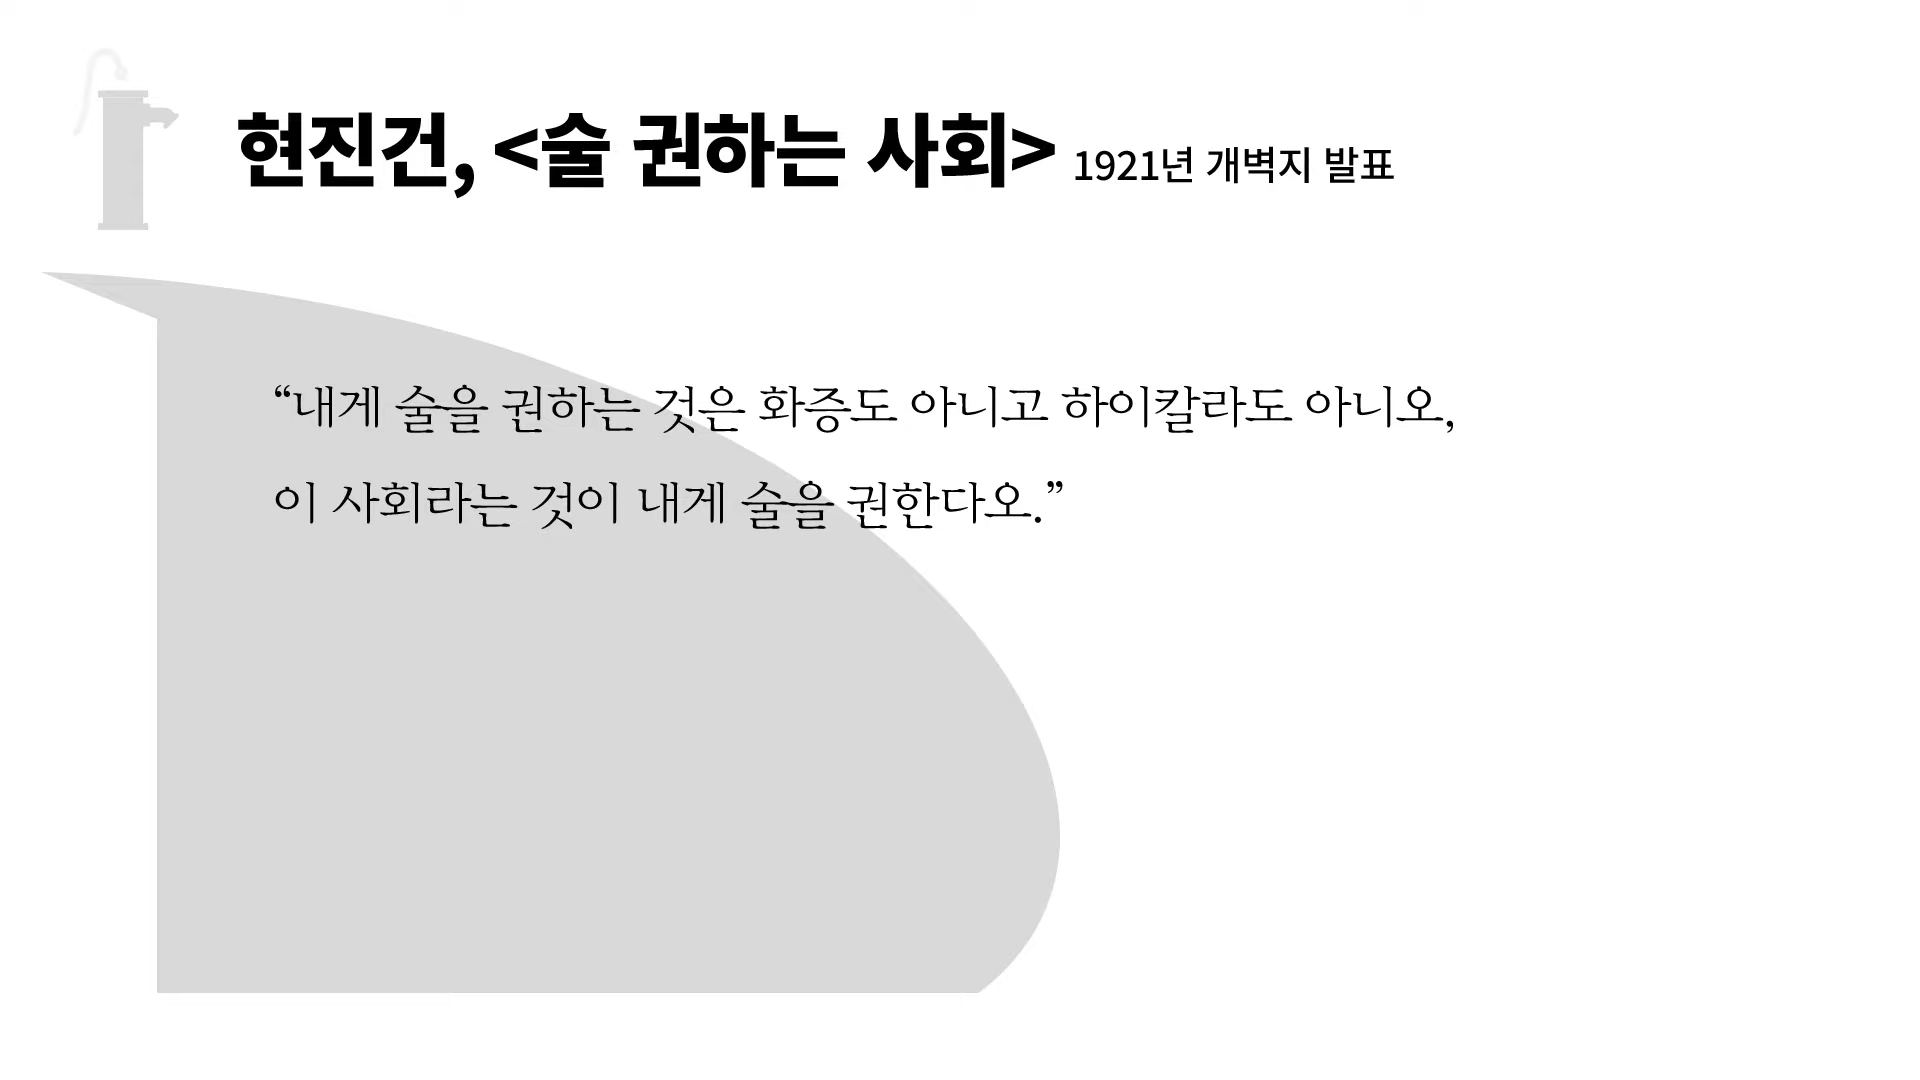 현진건, <술 권하는 사회> 1921년 개벽지 발표
“내게 술을 권하는 것은 화증도 아니고 하이칼라도 아니오,
이 사회라는 것이 내게 술을 권한다오.”